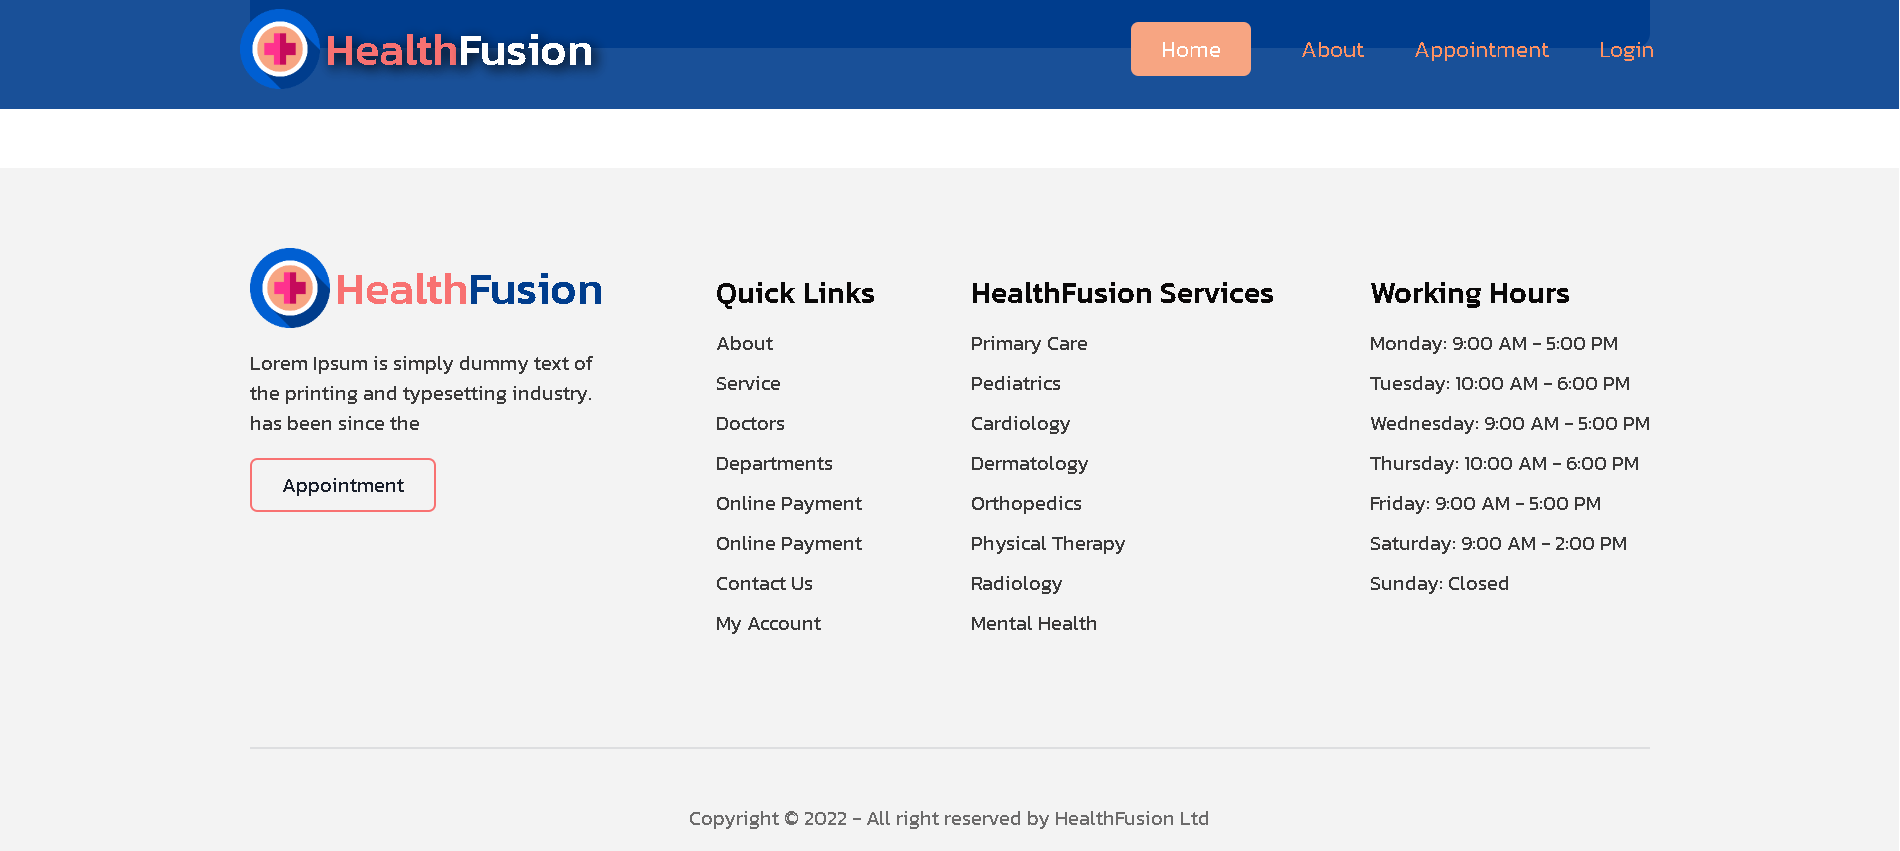 HealthFusion
Home
About
Appointment
Login
HealthFusion
Lorem Ipsum is simply dummy text of
the printing and typesetting industry.
has been since the
Appointment
Quick Links
About
Service
Doctors
Departments
Online Payment
Online Payment
Contact Us
My Account
HealthFusion Services
Primary Care
Pediatrics
Cardiology
Dermatology
Orthopedics
Physical Therapy
Radiology
Mental Health
Working Hours
Monday: 9:00 AM - 5:00 PM
Tuesday: 10:00 AM - 6:00 PM
Wednesday: 9:00 AM - 5:00 PM
Thursday: 10:00 AM - 6:00 PM
Friday: 9:00 AM - 5:00 PM
Saturday: 9:00 AM - 2:00 PM
Sunday: Closed
Copyright © 2022 - All right reserved by HealthFusion Ltd